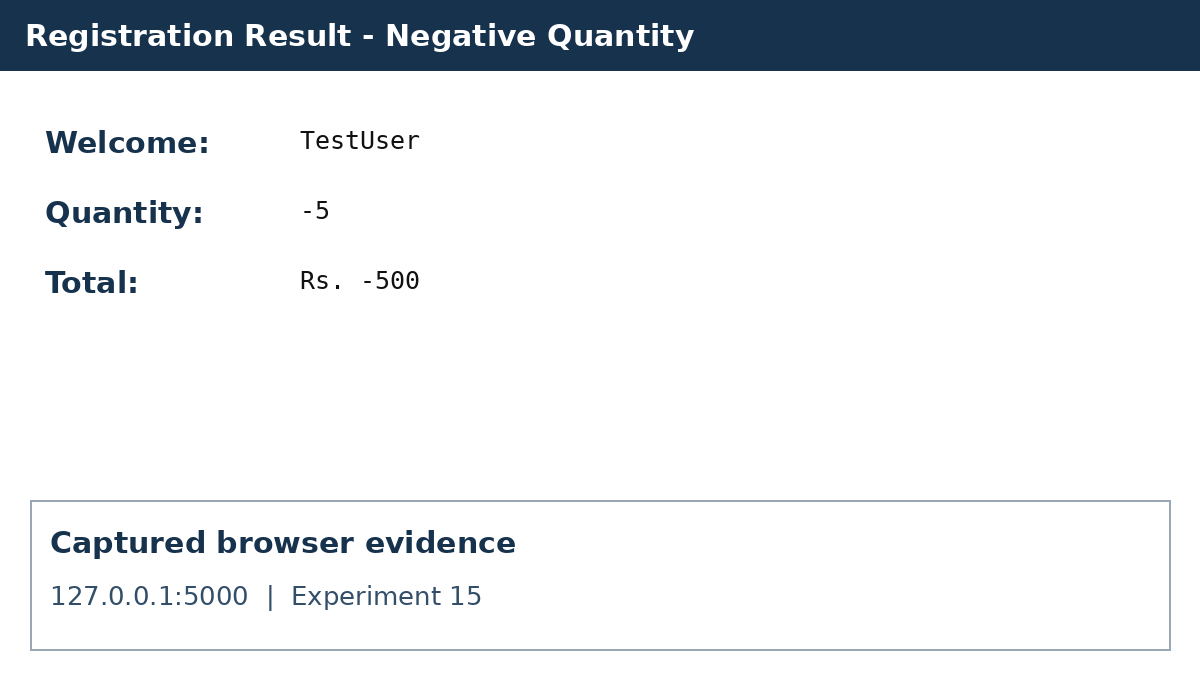 Registration Result - Negative Quantity
Welcome: TestUser
Quantity: -5
Total: Rs. -500
Captured browser evidence
127.0.0.1:5000 | Experiment 15